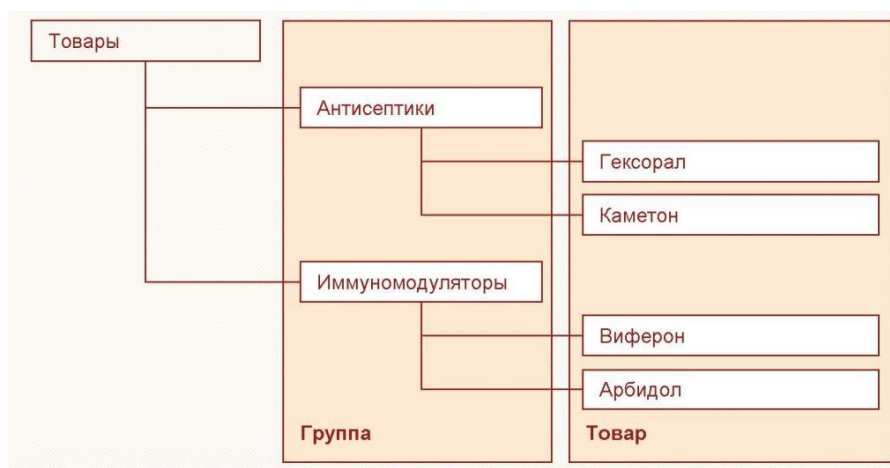 Товары
Антисептики
Гексорал
Каметон
Иммуномодуляторы
Виферон
Арбидол
Группа
Товар